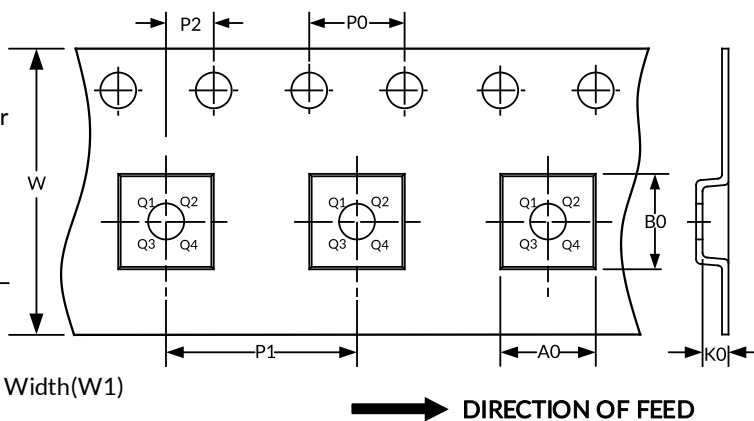 P2
P0
r
W
Q1 Q2
Q3 Q4
Q1 Q2
Q3 Q4
Q1 Q2
Q3 Q4
B0
P1
A0
K0
Width(W1)
DIRECTION OF FEED